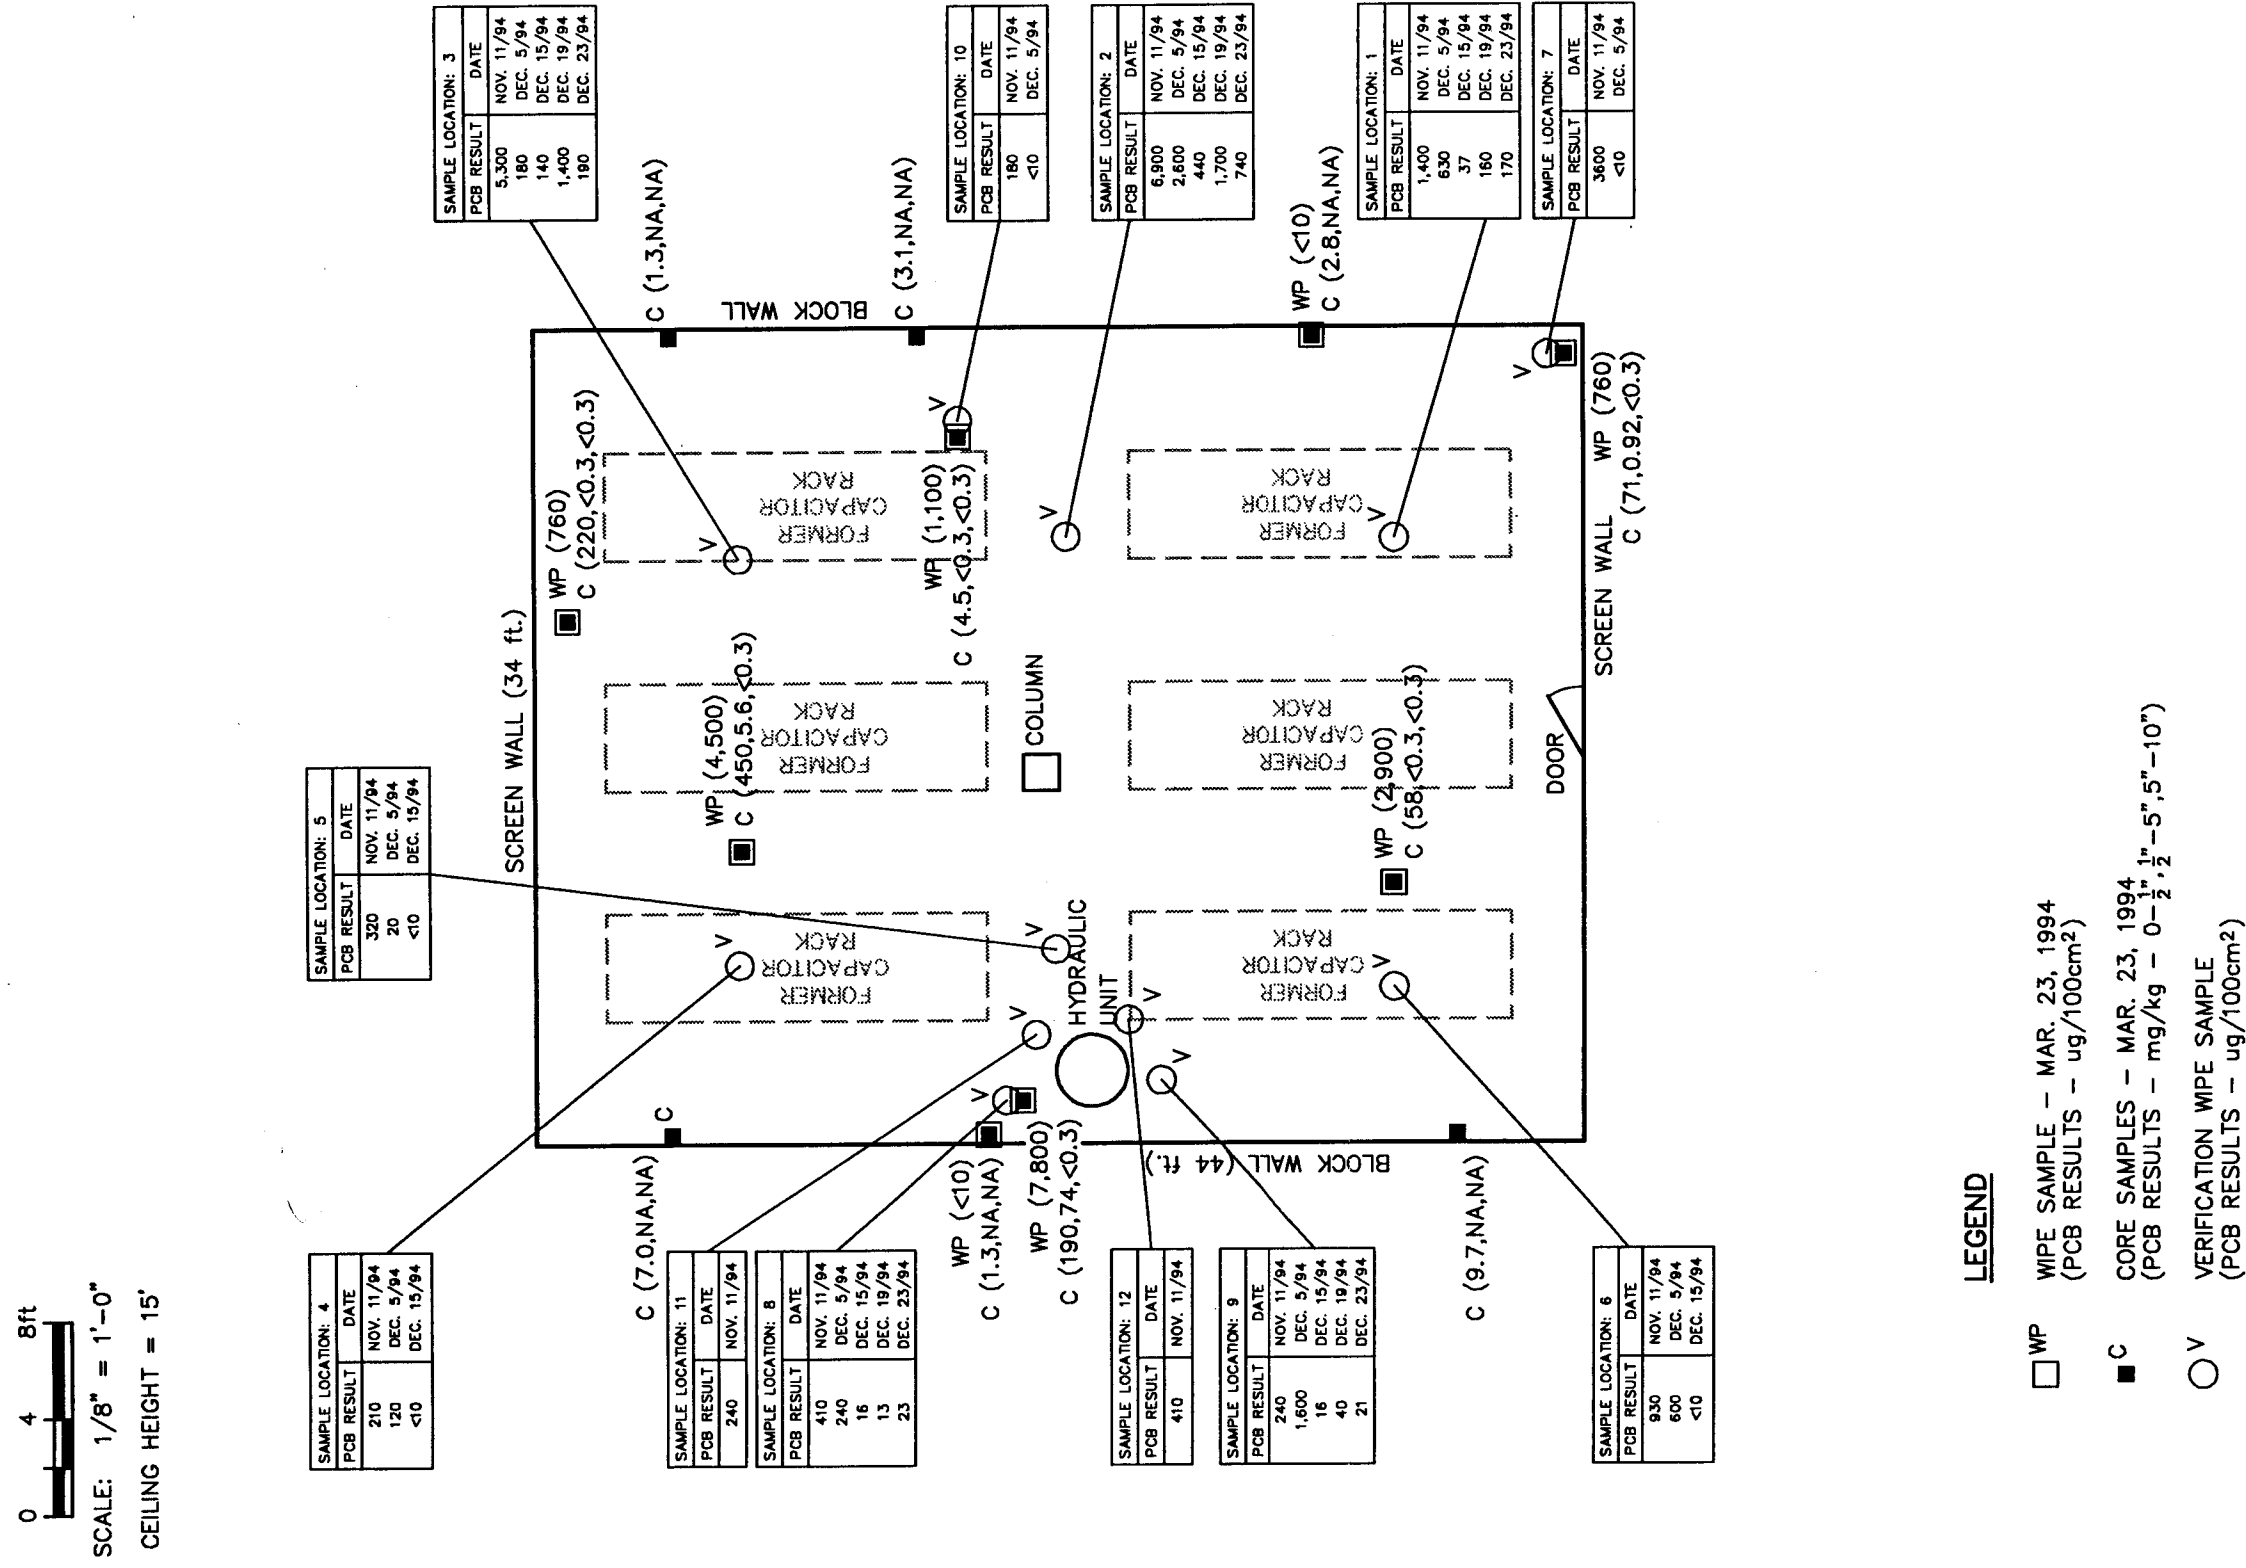 0 4 8ft
SCALE: 1/8" = 1'-0"
CEILING HEIGHT = 15'
SAMPLE LOCATION: 4
PCB RESULT DATE
210 NOV. 11/94
120 DEC. 5/94
<10 DEC. 15/94
SAMPLE LOCATION: 5
PCB RESULT DATE
320 NOV. 11/94
20 DEC. 5/94
<10 DEC. 15/94
SAMPLE LOCATION: 3
PCB RESULT DATE
5,300 NOV. 11/94
180 DEC. 5/94
140 DEC. 15/94
1,400 DEC. 19/94
190 DEC. 23/94
SCREEN WALL (34 ft.)
WP (760)
C (220,<0.3,<0.3)
C (7.0,NA,NA)
C
C (1.3,NA,NA)
BLOCK WALL
V
FORMER
CAPACITOR
RACK
WP (4,500)
C (450,5.6,<0.3)
FORMER
CAPACITOR
RACK
V
FORMER
CAPACITOR
RACK
SAMPLE LOCATION: 11
PCB RESULT DATE
240 NOV. 11/94
SAMPLE LOCATION: 8
PCB RESULT DATE
410 NOV. 11/94
240 DEC. 5/94
16 DEC. 15/94
13 DEC. 19/94
23 DEC. 23/94
C (3.1,NA,NA)
SAMPLE LOCATION: 10
PCB RESULT DATE
180 NOV. 11/94
<10 DEC. 5/94
WP (<10)
C (1.3,NA,NA)
V
WP (1,100)
C (4.5,<0.3,<0.3)
V
WP (7,800)
C (190,74,<0.3)
V
V
HYDRAULIC
UNIT
COLUMN
V
SAMPLE LOCATION: 2
PCB RESULT DATE
6,900 NOV. 11/94
2,600 DEC. 5/94
440 DEC. 15/94
1,700 DEC. 19/94
740 DEC. 23/94
SAMPLE LOCATION: 12
PCB RESULT DATE
410 NOV. 11/94
V
V
BLOCK WALL (44 ft.)
SAMPLE LOCATION: 9
PCB RESULT DATE
240 NOV. 11/94
1,600 DEC. 5/94
16 DEC. 15/94
40 DEC. 19/94
21 DEC. 23/94
WP (<10)
C (2.8,NA,NA)
FORMER
CAPACITOR
RACK
V
FORMER
CAPACITOR
RACK
WP (2,900)
C (58,<0.3,<0.3)
FORMER
CAPACITOR
RACK
V
SAMPLE LOCATION: 1
PCB RESULT DATE
1,400 NOV. 11/94
630 DEC. 5/94
37 DEC. 15/94
160 DEC. 19/94
170 DEC. 23/94
C (9.7,NA,NA)
DOOR
V
SAMPLE LOCATION: 7
PCB RESULT DATE
3600 NOV. 11/94
<10 DEC. 5/94
SAMPLE LOCATION: 6
PCB RESULT DATE
930 NOV. 11/94
600 DEC. 5/94
<10 DEC. 15/94
SCREEN WALL
WP (760)
C (71,0.92,<0.3)
LEGEND
WP WIPE SAMPLE – MAR. 23, 1994
(PCB RESULTS – ug/100cm²)
C CORE SAMPLES – MAR. 23, 1994
(PCB RESULTS – mg/kg – 0–1/2",1/2"–5",5"–10")
V VERIFICATION WIPE SAMPLE
(PCB RESULTS – ug/100cm²)